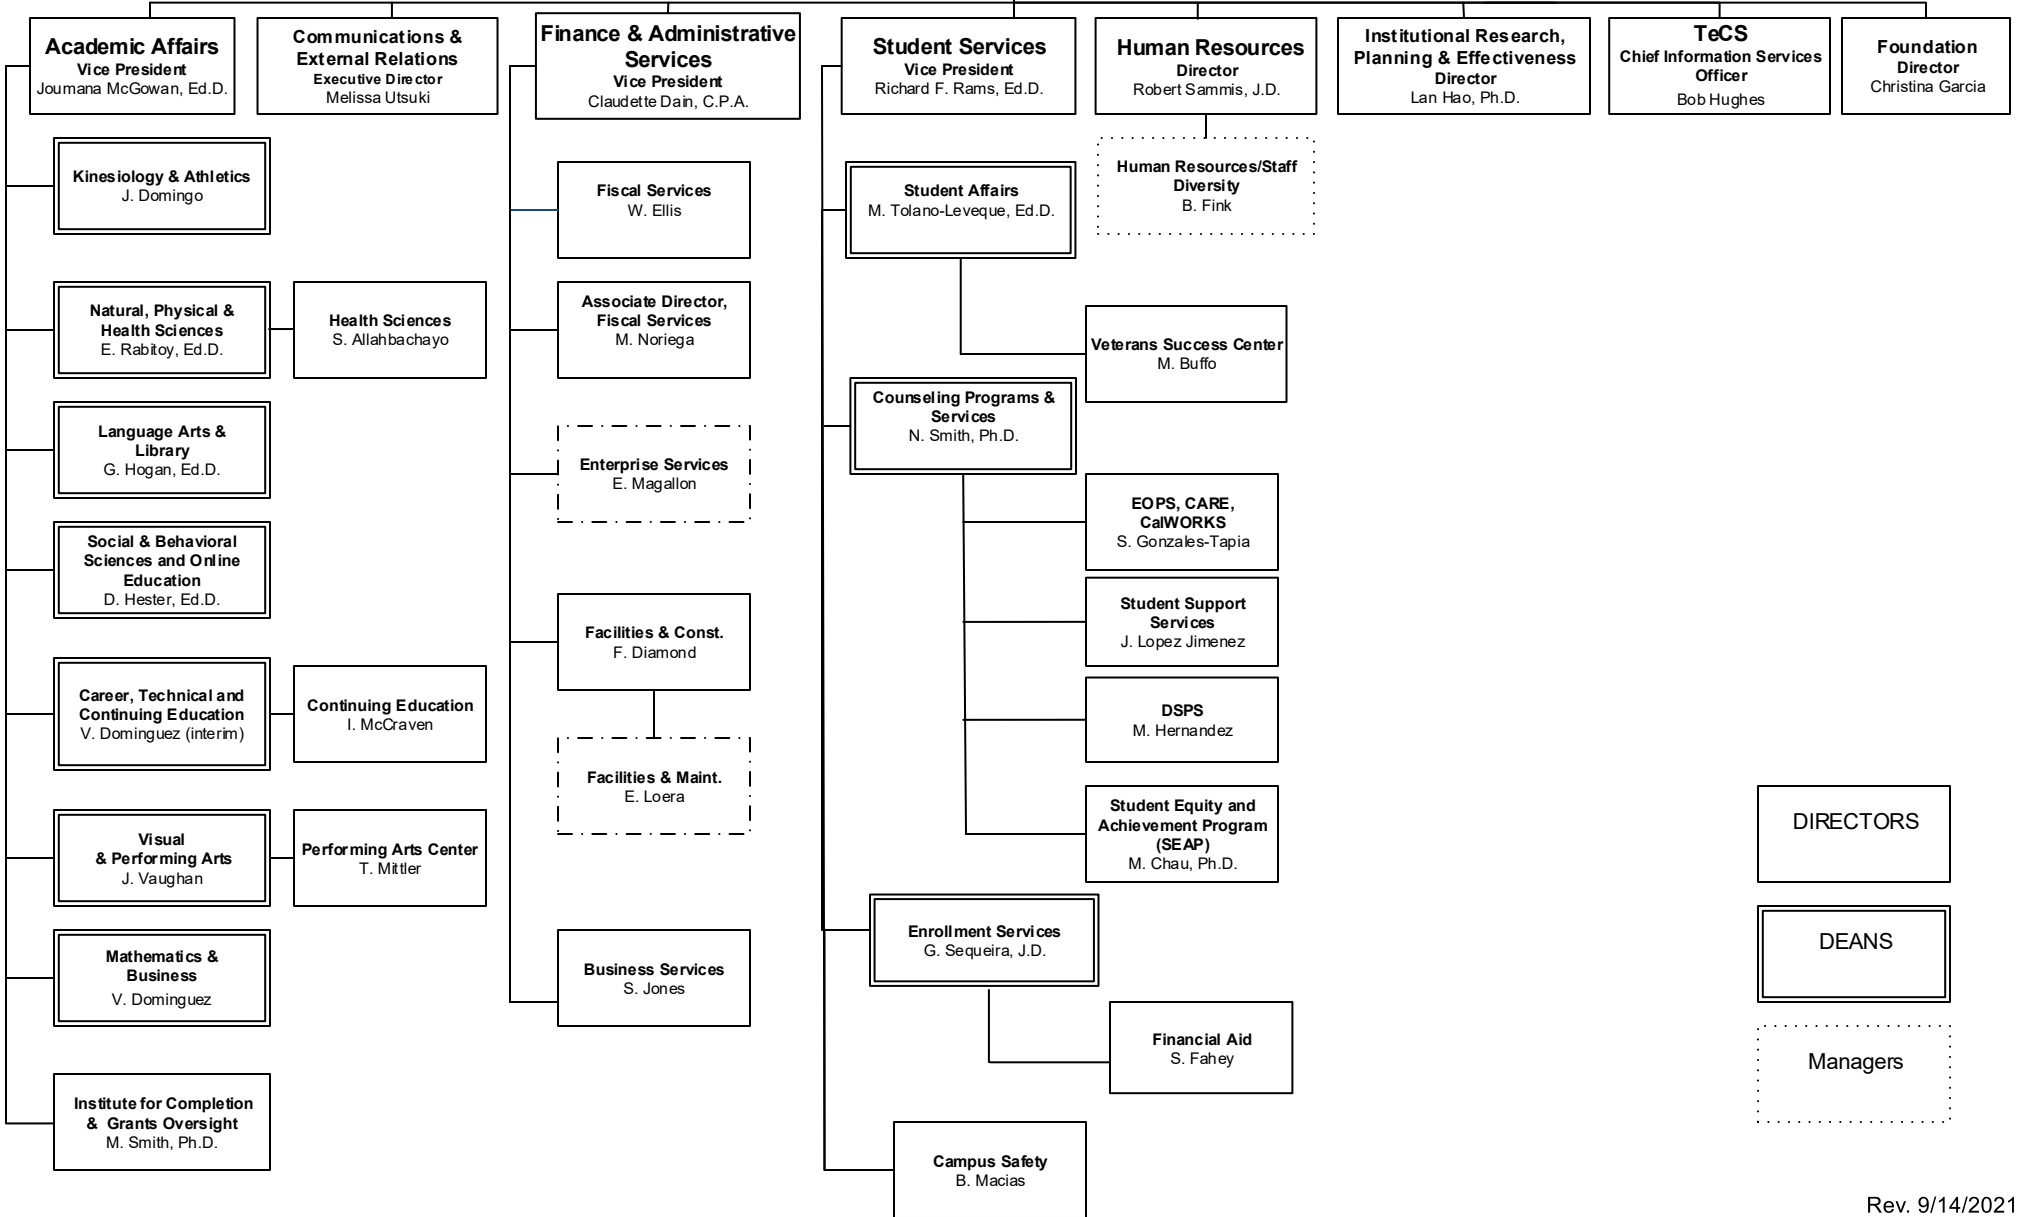 Academic Affairs
Vice President
Joumana McGowan, Ed.D.
Communications &
External Relations
Executive Director
Melissa Utsuki
Finance & Administrative
Services
Vice President
Claudette Dain, C.P.A.
Student Services
Vice President
Richard F. Rams, Ed.D.
Human Resources
Director
Robert Sammis, J.D.
Institutional Research,
Planning & Effectiveness
Director
Lan Hao, Ph.D.
TeCS
Chief Information Services
Officer
Bob Hughes
Foundation
Director
Christina Garcia
Kinesiology & Athletics
J. Domingo
Natural, Physical &
Health Sciences
E. Rabitoy, Ed.D.
Health Sciences
S. Allahbachayo
Language Arts &
Library
G. Hogan, Ed.D.
Social & Behavioral
Sciences and Online
Education
D. Hester, Ed.D.
Career, Technical and
Continuing Education
V. Dominguez (interim)
Continuing Education
I. McCraven
Visual
& Performing Arts
J. Vaughan
Performing Arts Center
T. Mittler
Mathematics &
Business
V. Dominguez
Institute for Completion
& Grants Oversight
M. Smith, Ph.D.
Fiscal Services
W. Ellis
Associate Director,
Fiscal Services
M. Noriega
Enterprise Services
E. Magallon
Facilities & Const.
F. Diamond
Facilities & Maint.
E. Loera
Business Services
S. Jones
Student Affairs
M. Tolano-Leveque, Ed.D.
Veterans Success Center
M. Buffo
Counseling Programs &
Services
N. Smith, Ph.D.
EOPS, CARE,
CalWORKS
S. Gonzales-Tapia
Student Support
Services
J. Lopez Jimenez
DSPS
M. Hernandez
Student Equity and
Achievement Program
(SEAP)
M. Chau, Ph.D.
Enrollment Services
G. Sequeira, J.D.
Financial Aid
S. Fahey
Campus Safety
B. Macias
Human Resources/Staff
Diversity
B. Fink
DIRECTORS
DEANS
Managers
Rev. 9/14/2021